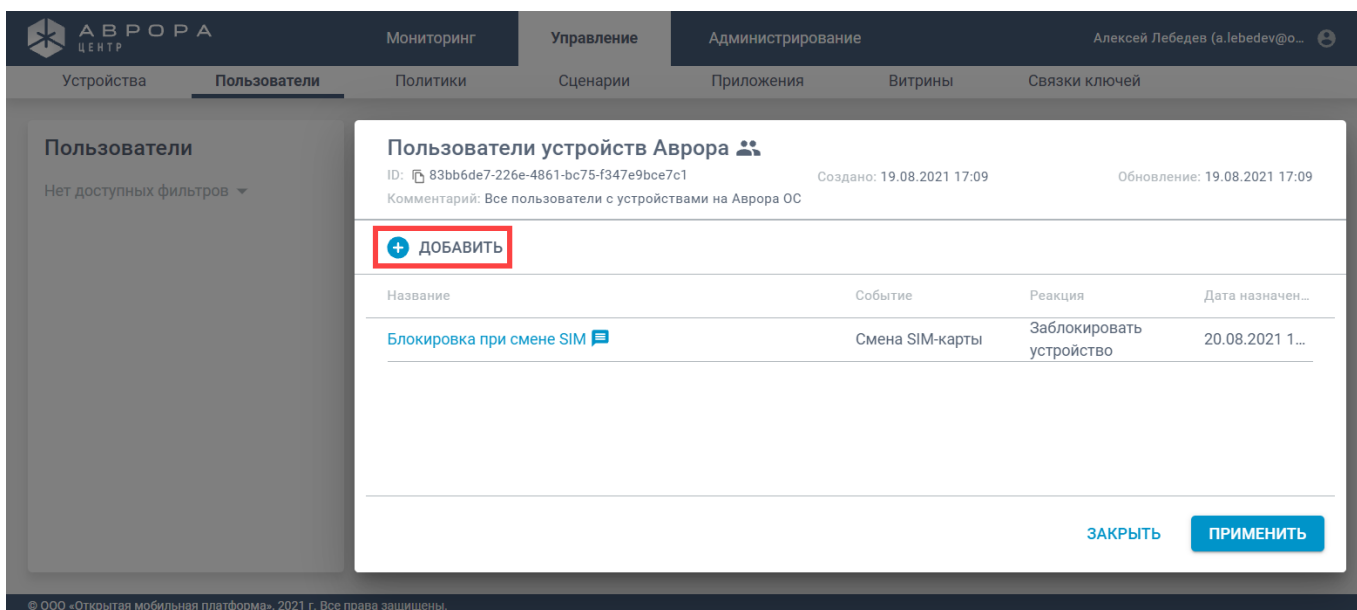 АВРОРА
ЦЕНТР
Мониторинг Управление Администрирование Алексей Лебедев (a.lebedev@o...
Устройства Пользователи Политики Сценарии Приложения Витрины Связки ключей
Пользователи
Нет доступных фильтров
Пользователи устройств Аврора
ID: 83bb6de7-226e-4861-bc75-f347e9bce7c1 Создано: 19.08.2021 17:09 Обновление: 19.08.2021 17:09
Комментарий: Все пользователи с устройствами на Аврора ОС
ДОБАВИТЬ
Название Событие Реакция Дата назначен...
Блокировка при смене SIM Смена SIM-карты Заблокировать устройство 20.08.2021 1...
ЗАКРЫТЬ ПРИМЕНИТЬ
© ООО «Открытая мобильная платформа», 2021 г. Все права защищены.